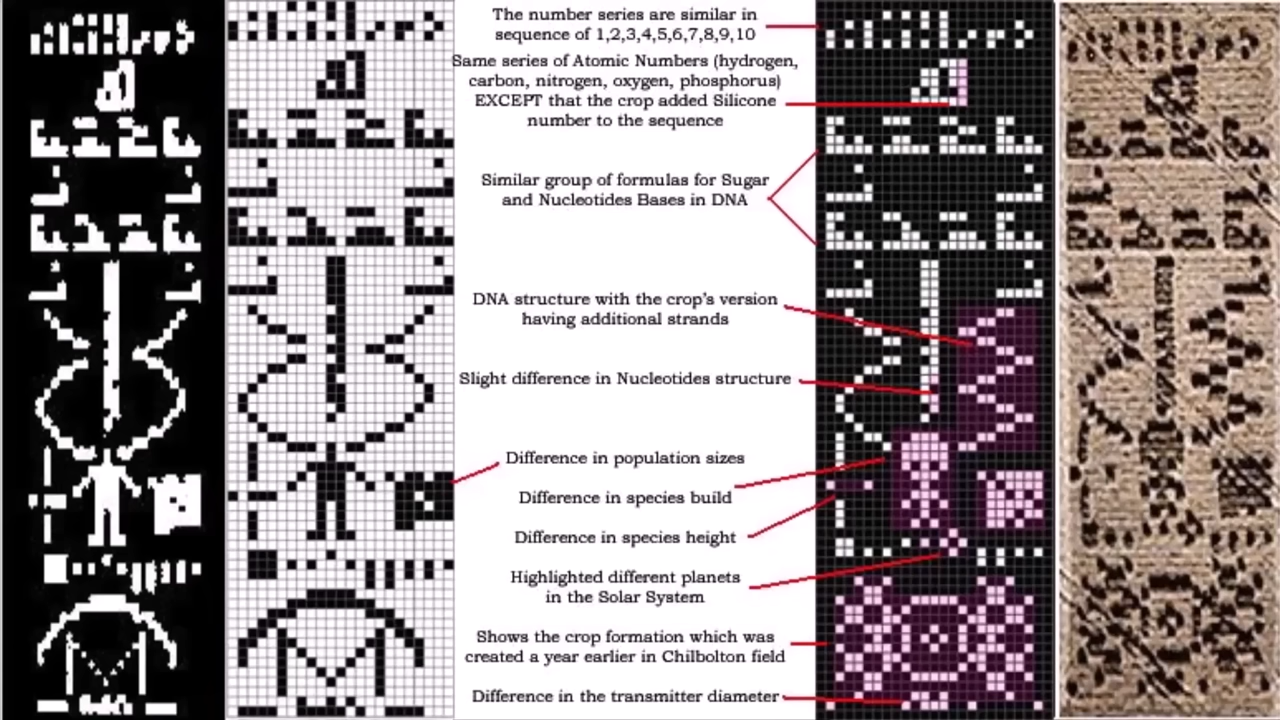 The number series are similar in
sequence of 1,2,3,4,5,6,7,8,9,10
Same series of Atomic Numbers (hydrogen,
carbon, nitrogen, oxygen, phosphorus)
EXCEPT that the crop added Silicone
number to the sequence
Similar group of formulas for Sugar
and Nucleotides Bases in DNA
DNA structure with the crop's version
having additional strands
Slight difference in Nucleotides structure
Difference in population sizes
Difference in species build
Difference in species height
Highlighted different planets
in the Solar System
Shows the crop formation which was
created a year earlier in Chilbolton field
Difference in the transmitter diameter